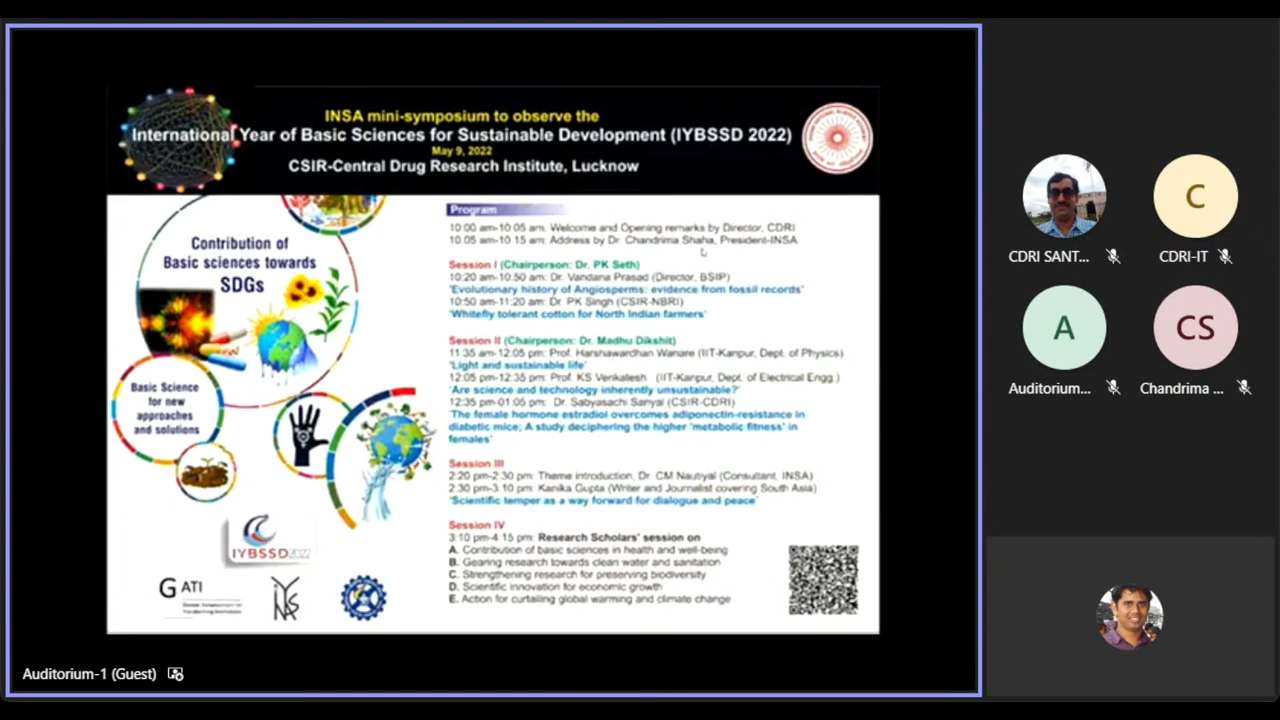 INSA mini-symposium to observe the
International Year of Basic Sciences for Sustainable Development (IYBSSD 2022)
May 9, 2022
CSIR-Central Drug Research Institute, Lucknow
Contribution of
Basic sciences towards
SDGs
Basic Science
for new
approaches
and solutions
IYBSSD2022
GATI
Program
10:00 am-10:05 am: Welcome and Opening remarks by Director, CDRI
10.05 am-10 15 am: Address by Dr. Chandrima Shaha, President-INSA
Session I (Chairperson: Dr. PK Seth)
10:20 am-10:50 am: Dr. Vandana Prasad (Director, BSIP)
'Evolutionary history of Angiosperms: evidence from fossil records'
10:50 am-11:20 am: Dr. PK Singh (CSIR-NBRI)
'Whitefly tolerant cotton for North Indian farmers'
Session II (Chairperson: Dr. Madhu Dikshit)
11:35 am-12:05 pm: Prof. Harshawardhan Wanare (IIT-Kanpur, Dept. of Physics)
'Light and sustainable life'
12:05 pm-12:35 pm: Prof. KS Venkatesh (IIT-Kanpur, Dept. of Electrical Engg.)
'Are science and technology inherently unsustainable?'
12:35 pm-01:05 pm: Dr. Sabyasachi Sanyal (CSIR-CDRI)
'The female hormone estradiol overcomes adiponectin-resistance in
diabetic mice; A study deciphering the higher 'metabolic fitness' in
females'
Session III
2:20 pm-2:30 pm: Theme introduction, Dr. CM Nautiyal (Consultant, INSA)
2:30 pm-3.10 pm: Kanika Gupta (Writer and Journalist covering South Asia)
'Scientific temper as a way forward for dialogue and peace'
Session IV
3:10 pm-4:15 pm: Research Scholars' session on
A. Contribution of basic sciences in health and well-being
B. Gearing research towards clean water and sanitation
C. Strengthening research for preserving biodiversity
D. Scientific innovation for economic growth
E. Action for curtailing global warming and climate change
Auditorium-1 (Guest)
C
CDRI SANT...
CDRI-IT
A
CS
Auditorium...
Chandrima ...